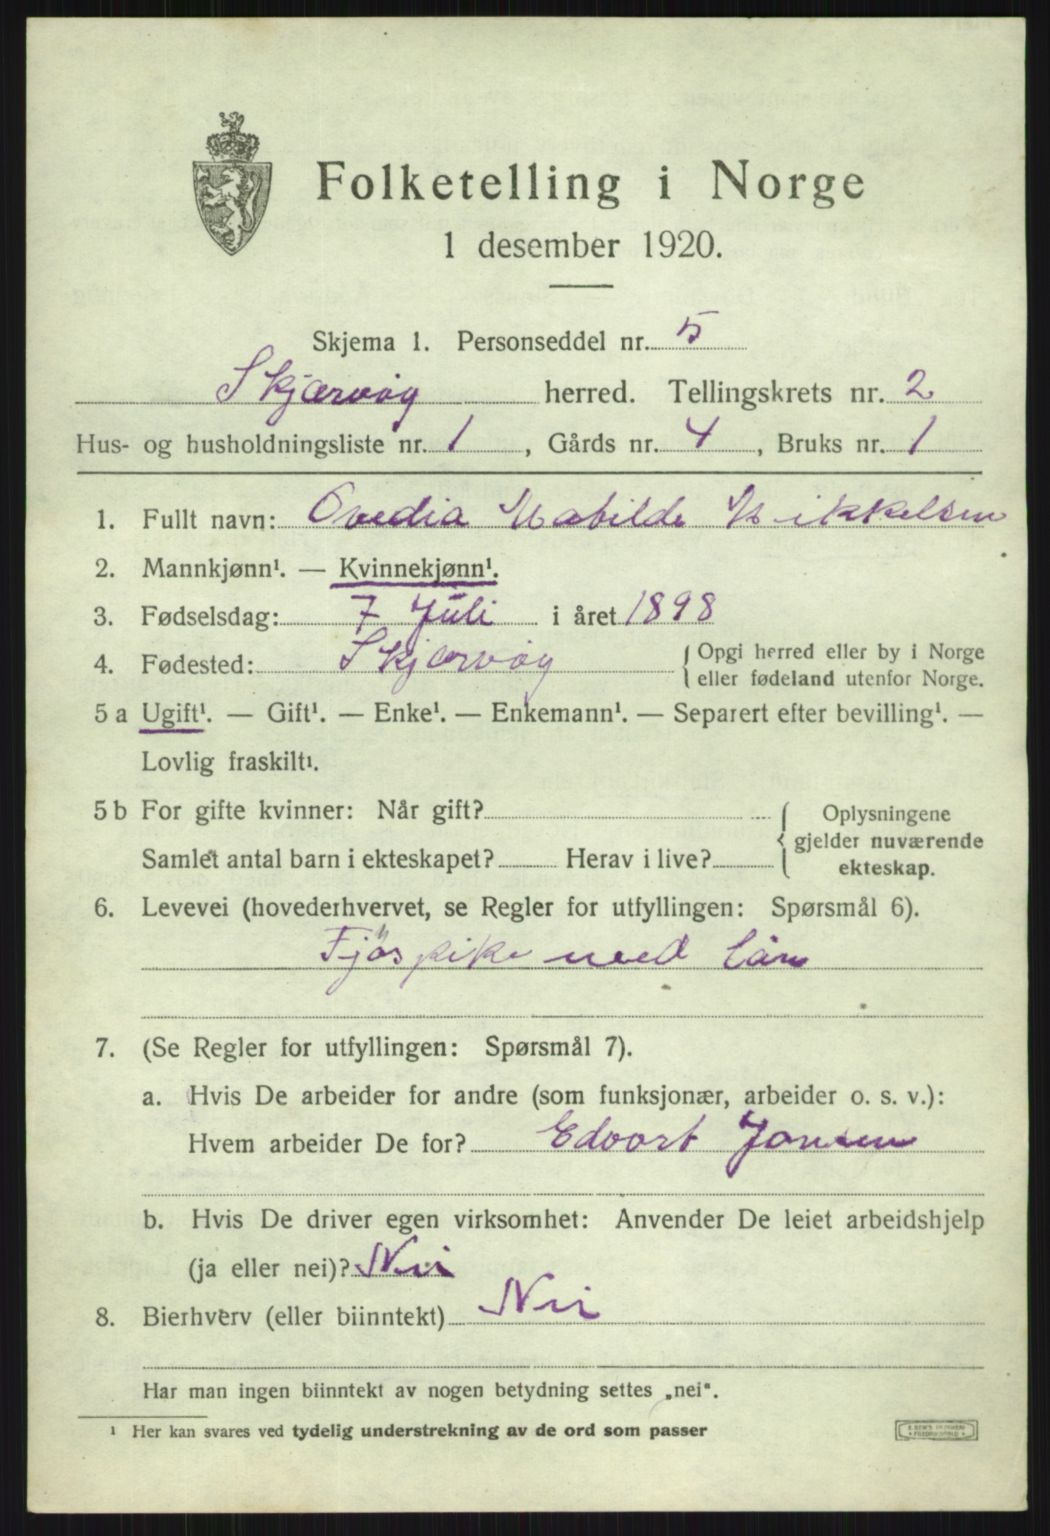 Folketelling i Norge
1 desember 1920.
Skjema 1. Personseddel nr. 5
Skjærvøy herred. Tellingskrets nr. 2
Hus- og husholdningsliste nr. 1, Gårds nr. 4, Bruks nr. 1
1. Fullt navn: Ovedia Mabilde Mikkelsen
2. Mannkjønn¹. — Kvinnekjønn¹.
3. Fødselsdag: 7 Juli i året 1898
4. Fødested: Skjærvøy { Opgi herred eller by i Norge
eller fødeland utenfor Norge.
5 a Ugift¹. — Gift¹. — Enke¹. — Enkemann¹. — Separert efter bevilling¹. —
Lovlig fraskilt¹.
5 b For gifte kvinner: Når gift? { Oplysningene
gjelder nuværende
Samlet antal barn i ekteskapet? Herav i live?
ekteskap.
6. Levevei (hovederhvervet, se Regler for utfyllingen: Spørsmål 6).
Fjøspike med lön
7. (Se Regler for utfyllingen: Spørsmål 7).
a. Hvis De arbeider for andre (som funksjonær, arbeider o. s. v.):
Hvem arbeider De for? Edvart Jansen
b. Hvis De driver egen virksomhet: Anvender De leiet arbeidshjelp
(ja eller nei)? Nei
8. Bierhverv (eller biinntekt) Nei
Har man ingen biinntekt av nogen betydning settes „nei".
¹ Her kan svares ved tydelig understrekning av de ord som passer